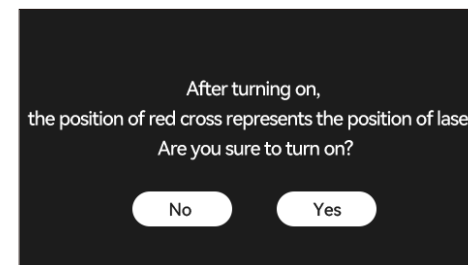 After turning on,
the position of red cross represents the position of lase
Are you sure to turn on?
No Yes